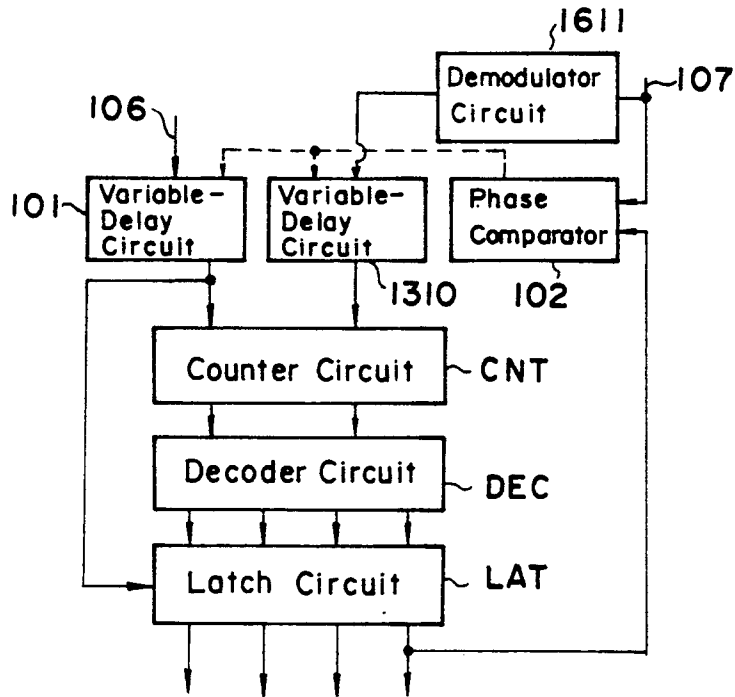 1611
Demodulator
Circuit
107
106
101
Variable-
Delay
Circuit
Variable-
Delay
Circuit
Phase
Comparator
1310
102
Counter Circuit
CNT
Decoder Circuit
DEC
Latch Circuit
LAT